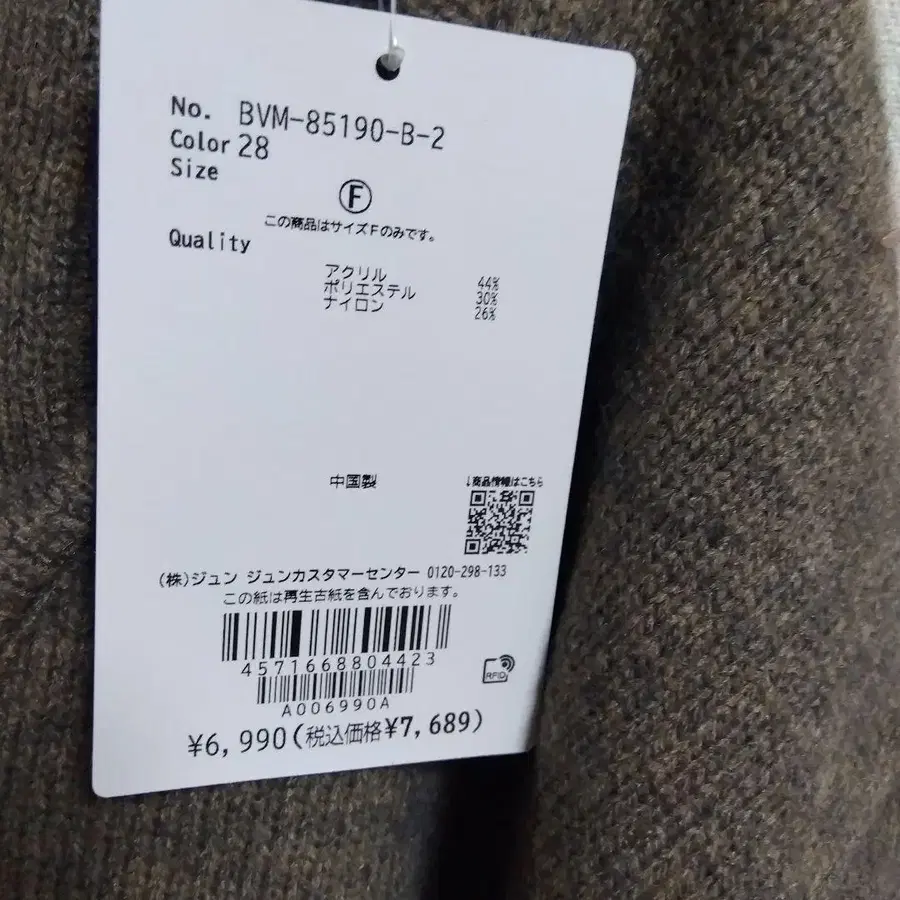 No. BVM-85190-B-2
Color 28
Size
Ⓕ
この商品はサイズFのみです。
Quality
アクリル 44%
ポリエステル 30%
ナイロン 26%
中国製
↓商品情報はこちら
(株)ジュン ジュンカスタマーセンター 0120-298-133
この紙は再生古紙を含んでおります。
4571668804423
RFID
A006990A
¥6,990(税込価格¥7,689)